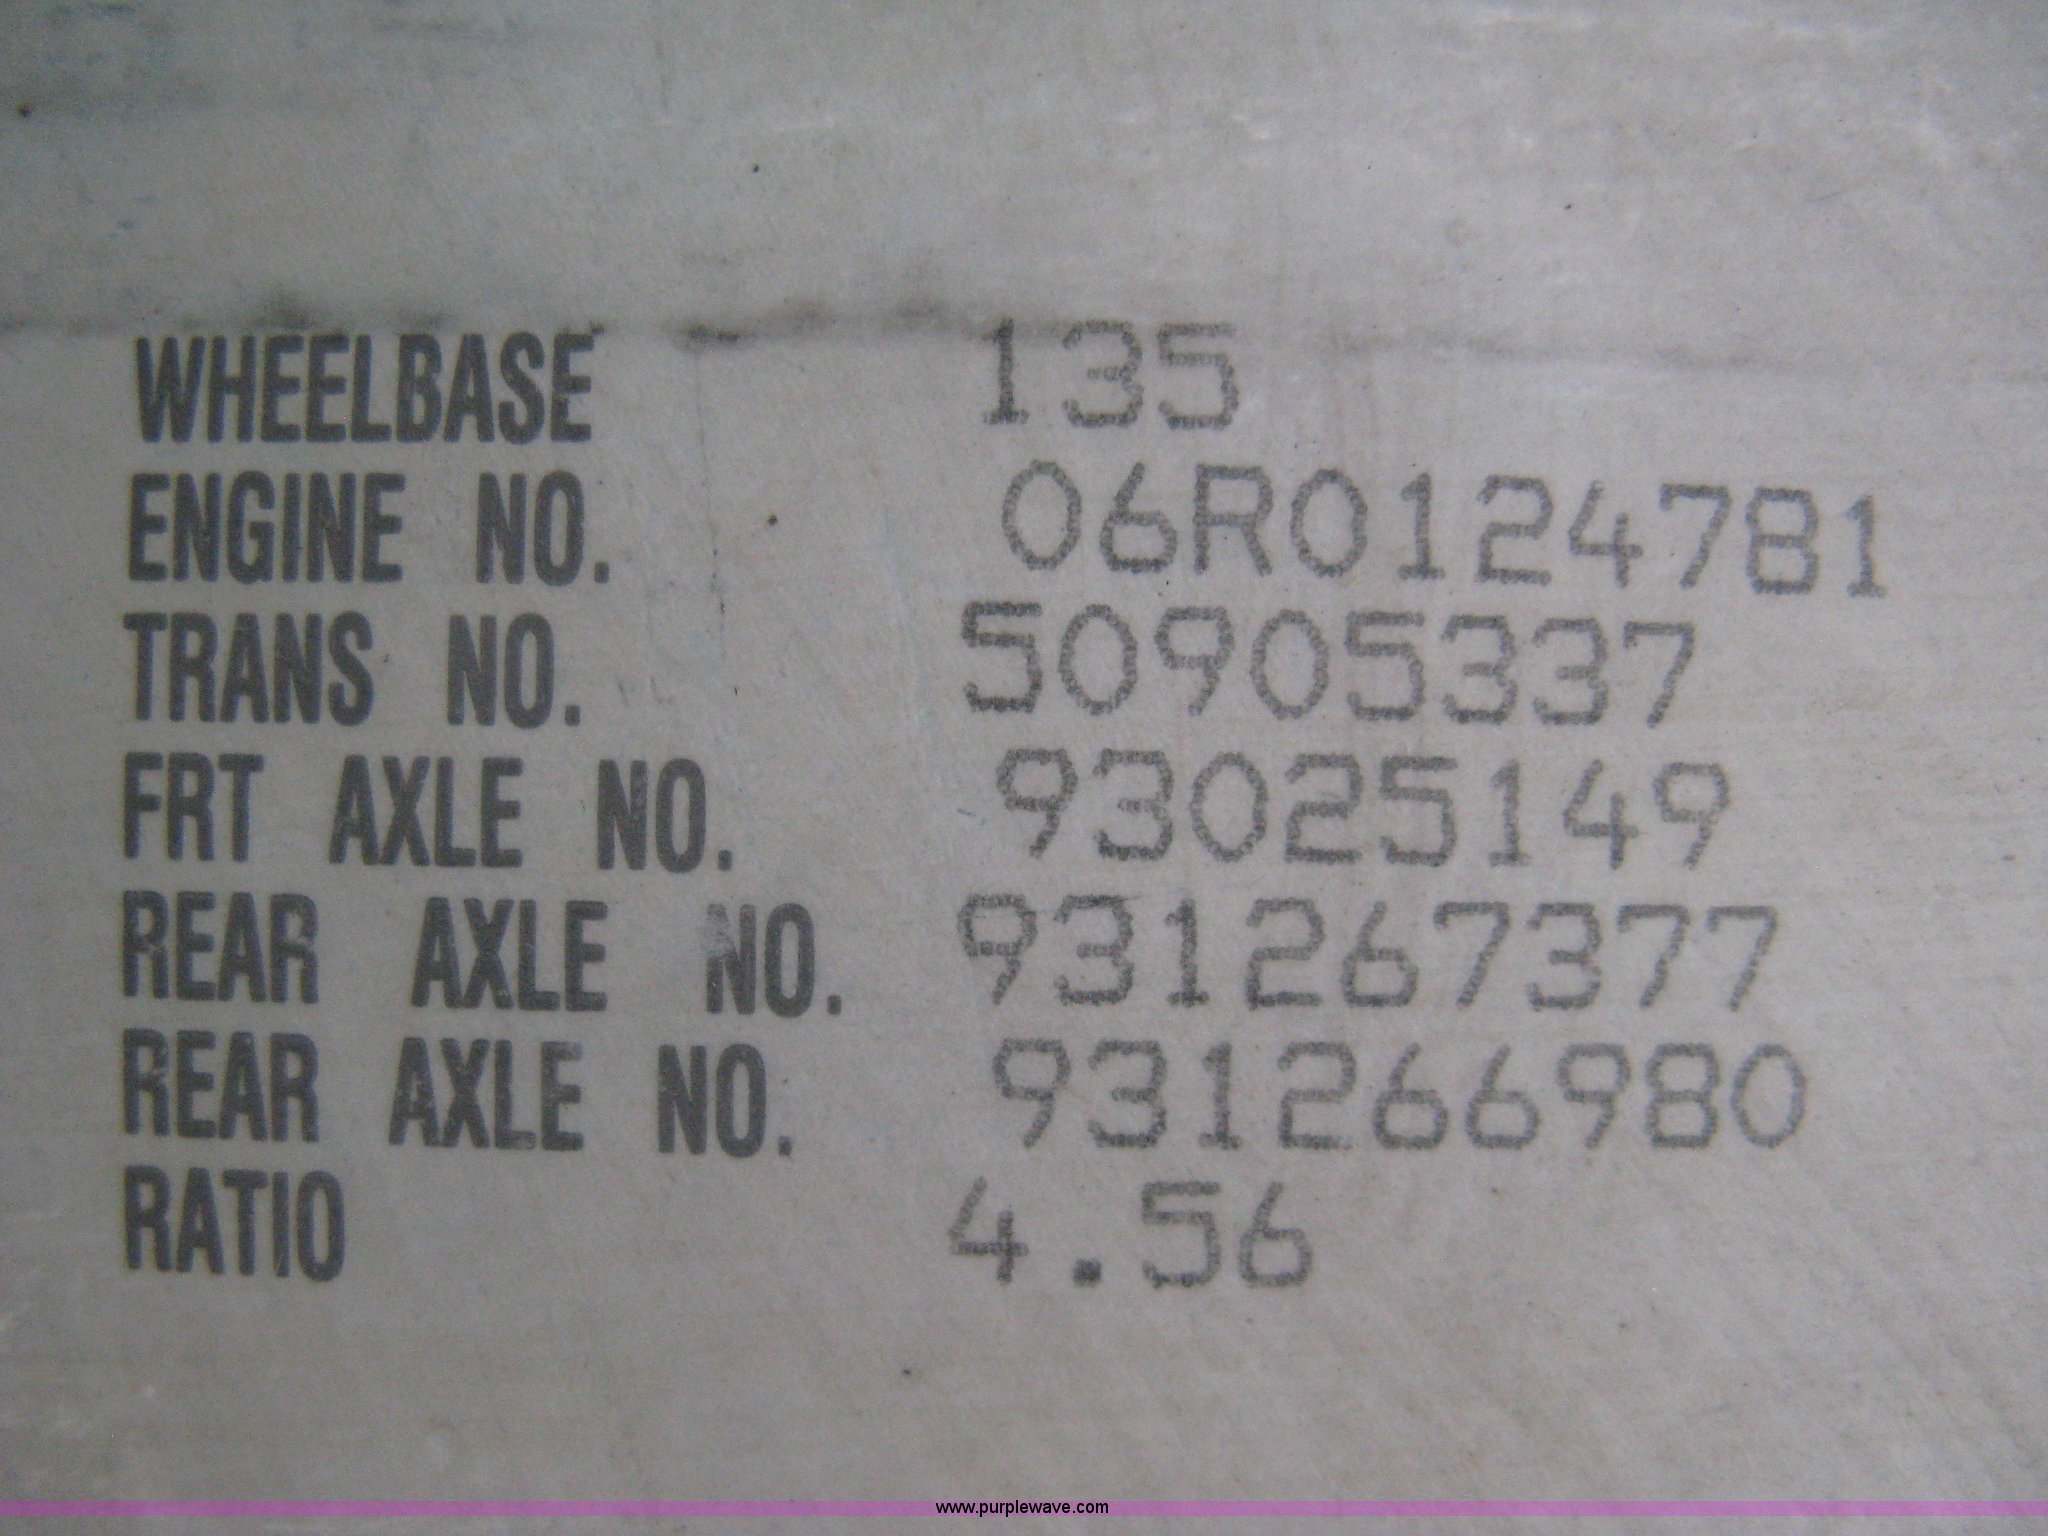 WHEELBASE 135
ENGINE NO. 06R0124781
TRANS NO. 50905337
FRT AXLE NO. 93025149
REAR AXLE NO. 931267377
REAR AXLE NO. 931266980
RATIO 4.56
www.purplewave.com